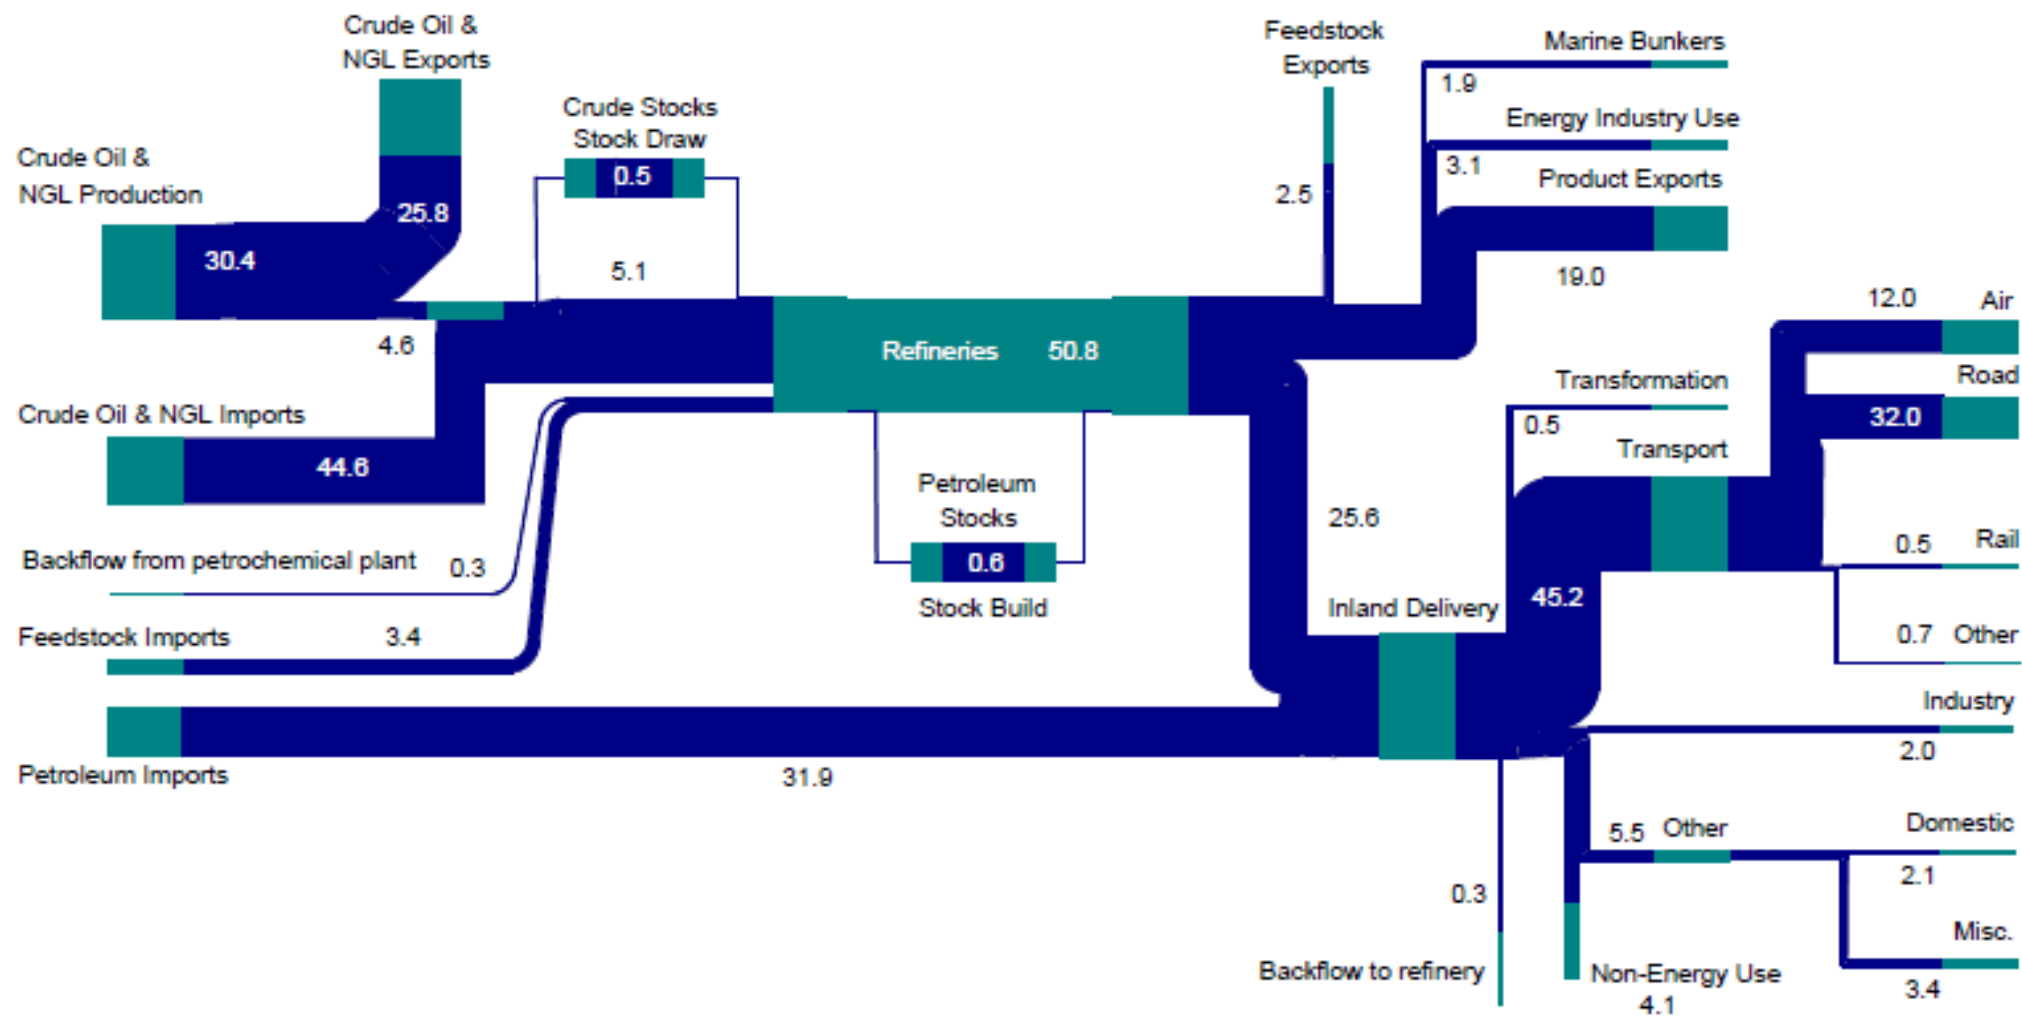 Crude Oil &
NGL Exports
Crude Oil &
NGL Production
30.4
25.8
4.6
Crude Stocks
Stock Draw
0.5
5.1
Crude Oil & NGL Imports
44.6
Backflow from petrochemical plant
0.3
Feedstock Imports
3.4
Petroleum Imports
31.9
Refineries
50.8
Petroleum
Stocks
0.6
Stock Build
Feedstock
Exports
2.5
Marine Bunkers
1.9
Energy Industry Use
3.1
Product Exports
19.0
25.6
Inland Delivery
Transformation
0.5
Transport
45.2
12.0
Air
Road
32.0
0.5
Rail
0.7
Other
Industry
2.0
5.5
Other
Domestic
2.1
Misc.
3.4
0.3
Backflow to refinery
Non-Energy Use
4.1